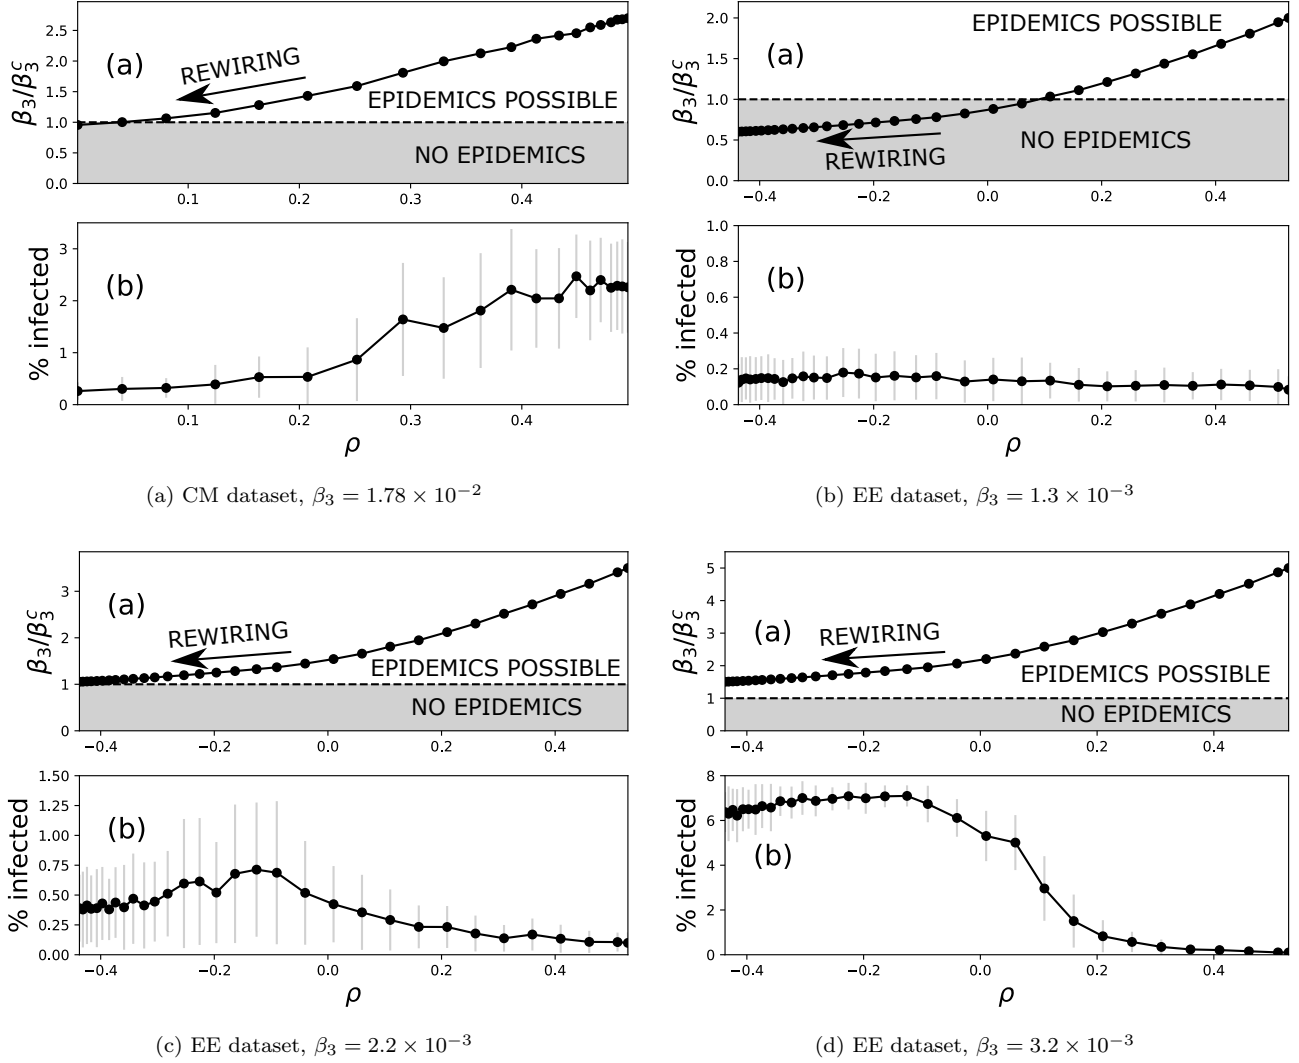 2.5
2.0
1.5
1.0
0.5
0.0
β₃/β₃ᶜ
(a)
REWIRING
EPIDEMICS POSSIBLE
NO EPIDEMICS
0.1
0.2
0.3
0.4
3
2
1
0
% infected
(b)
0.1
0.2
0.3
0.4
ρ
(a) CM dataset, β₃ = 1.78 × 10⁻²
2.0
1.5
1.0
0.5
0.0
β₃/β₃ᶜ
(a)
EPIDEMICS POSSIBLE
NO EPIDEMICS
REWIRING
−0.4
−0.2
0.0
0.2
0.4
1.0
0.8
0.6
0.4
0.2
0.0
% infected
(b)
−0.4
−0.2
0.0
0.2
0.4
ρ
(b) EE dataset, β₃ = 1.3 × 10⁻³
3
2
1
0
β₃/β₃ᶜ
(a)
REWIRING
EPIDEMICS POSSIBLE
NO EPIDEMICS
−0.4
−0.2
0.0
0.2
0.4
1.50
1.25
1.00
0.75
0.50
0.25
0.00
% infected
(b)
−0.4
−0.2
0.0
0.2
0.4
ρ
(c) EE dataset, β₃ = 2.2 × 10⁻³
5
4
3
2
1
0
β₃/β₃ᶜ
(a)
REWIRING
EPIDEMICS POSSIBLE
NO EPIDEMICS
−0.4
−0.2
0.0
0.2
0.4
8
6
4
2
0
% infected
(b)
−0.4
−0.2
0.0
0.2
0.4
ρ
(d) EE dataset, β₃ = 3.2 × 10⁻³